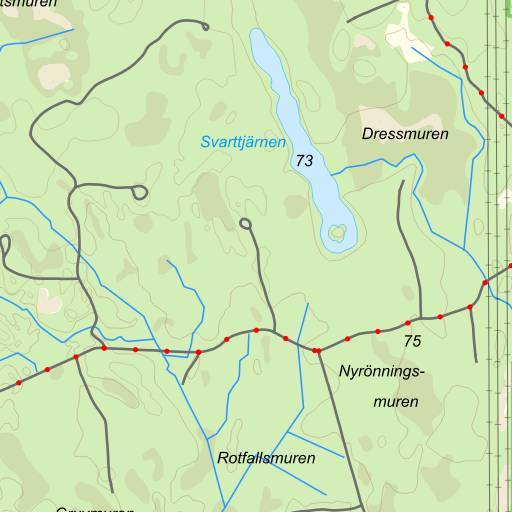 Svarttjärnen
73
Dressmuren
75
Nyrönnings-
muren
Rotfallsmuren